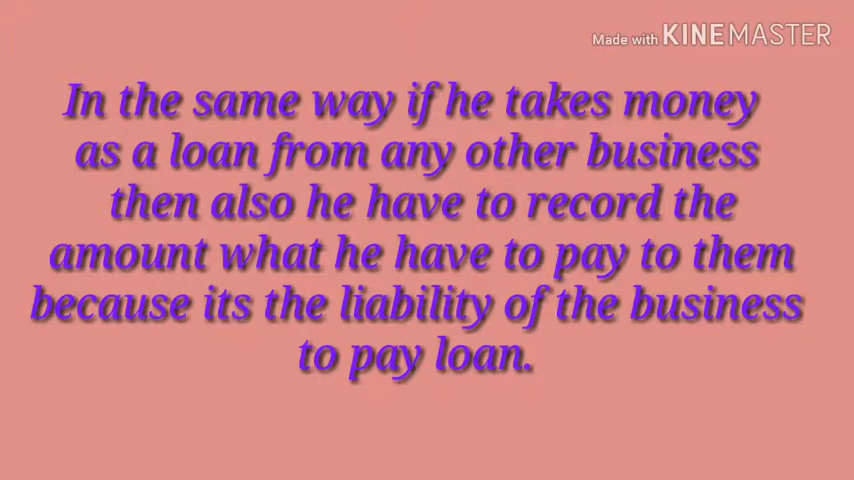 Made with KINEMASTER
In the same way if he takes money
as a loan from any other business
then also he have to record the
amount what he have to pay to them
because its the liability of the business
to pay loan.